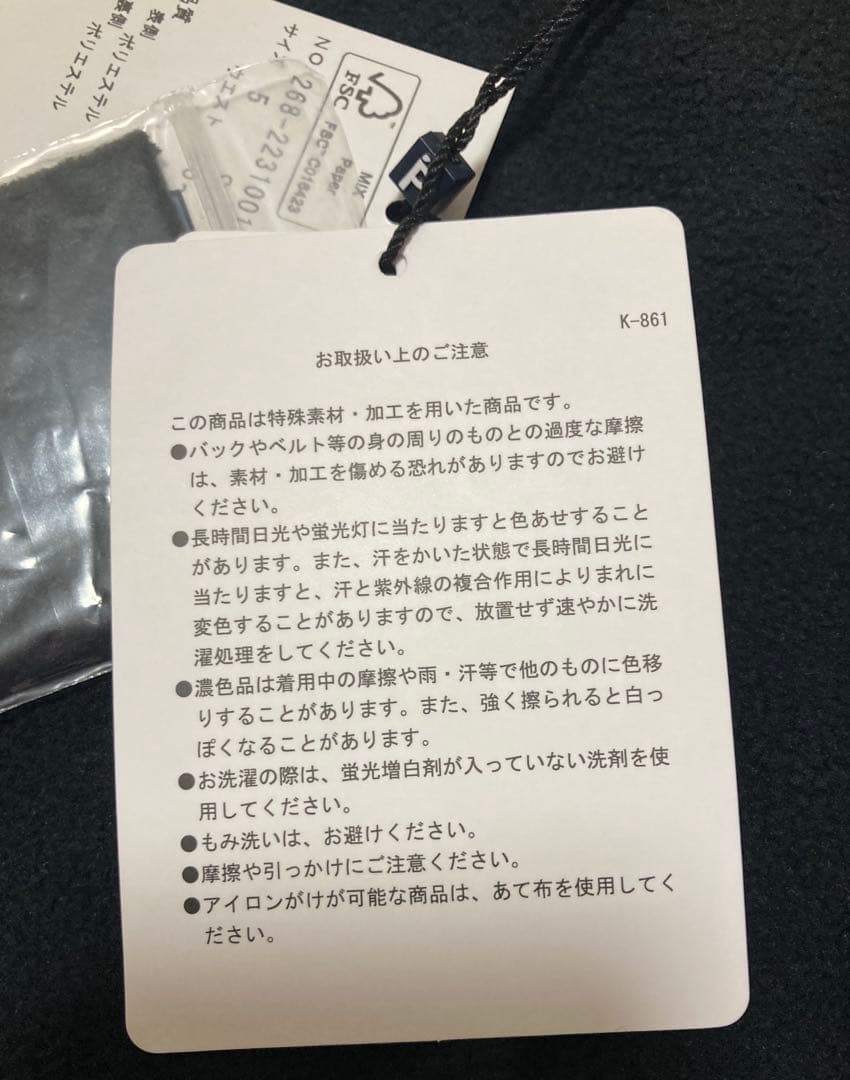 表側 ポリエステル
裏側 ポリエステル
NO 268-2231001
サイ
5
ウエスト
FSC
MIX
Paper
FSC™ C018423
K-861
お取扱い上のご注意
この商品は特殊素材・加工を用いた商品です。
●バックやベルト等の身の周りのものとの過度な摩擦
は、素材・加工を傷める恐れがありますのでお避け
ください。
●長時間日光や蛍光灯に当たりますと色あせすること
があります。また、汗をかいた状態で長時間日光に
当たりますと、汗と紫外線の複合作用によりまれに
変色することがありますので、放置せず速やかに洗
濯処理をしてください。
●濃色品は着用中の摩擦や雨・汗等で他のものに色移
りすることがあります。また、強く擦られると白っ
ぽくなることがあります。
●お洗濯の際は、蛍光増白剤が入っていない洗剤を使
用してください。
●もみ洗いは、お避けください。
●摩擦や引っかけにご注意ください。
●アイロンがけが可能な商品は、あて布を使用してく
ださい。